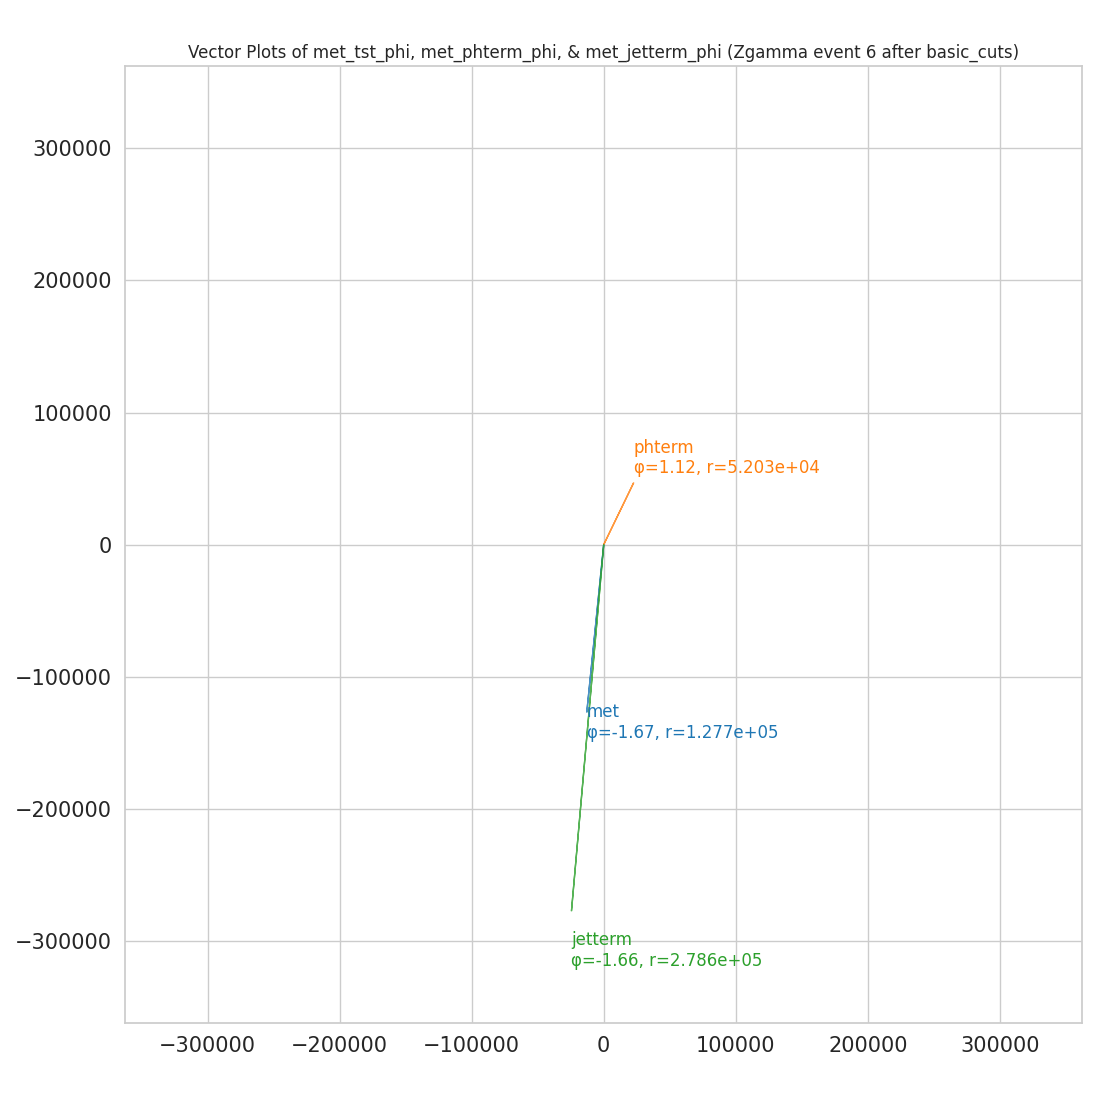 Vector Plots of met_tst_phi, met_phterm_phi, & met_jetterm_phi (Zgamma event 6 after basic_cuts)
300000
200000
100000
phterm
φ=1.12, r=5.203e+04
0
−100000
met
φ=-1.67, r=1.277e+05
−200000
jetterm
−300000
φ=-1.66, r=2.786e+05
−300000 −200000 −100000 0 100000 200000 300000